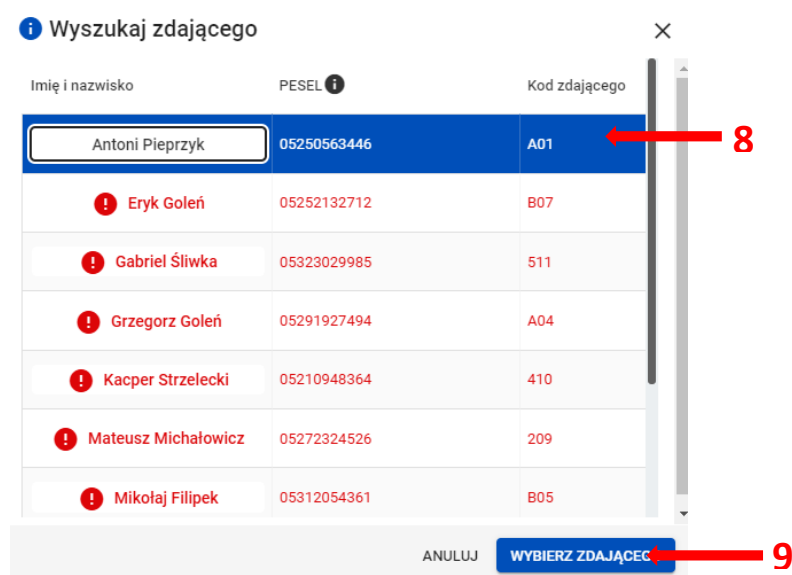 Wyszukaj zdającego
Imię i nazwisko PESEL Kod zdającego
Antoni Pieprzyk 05250563446 A01 8
Eryk Goleń 05252132712 B07
Gabriel Śliwka 05323029985 511
Grzegorz Goleń 05291927494 A04
Kacper Strzelecki 05210948364 410
Mateusz Michałowicz 05272324526 209
Mikołaj Filipek 05312054361 B05
ANULUJ WYBIERZ ZDAJĄCEG 9